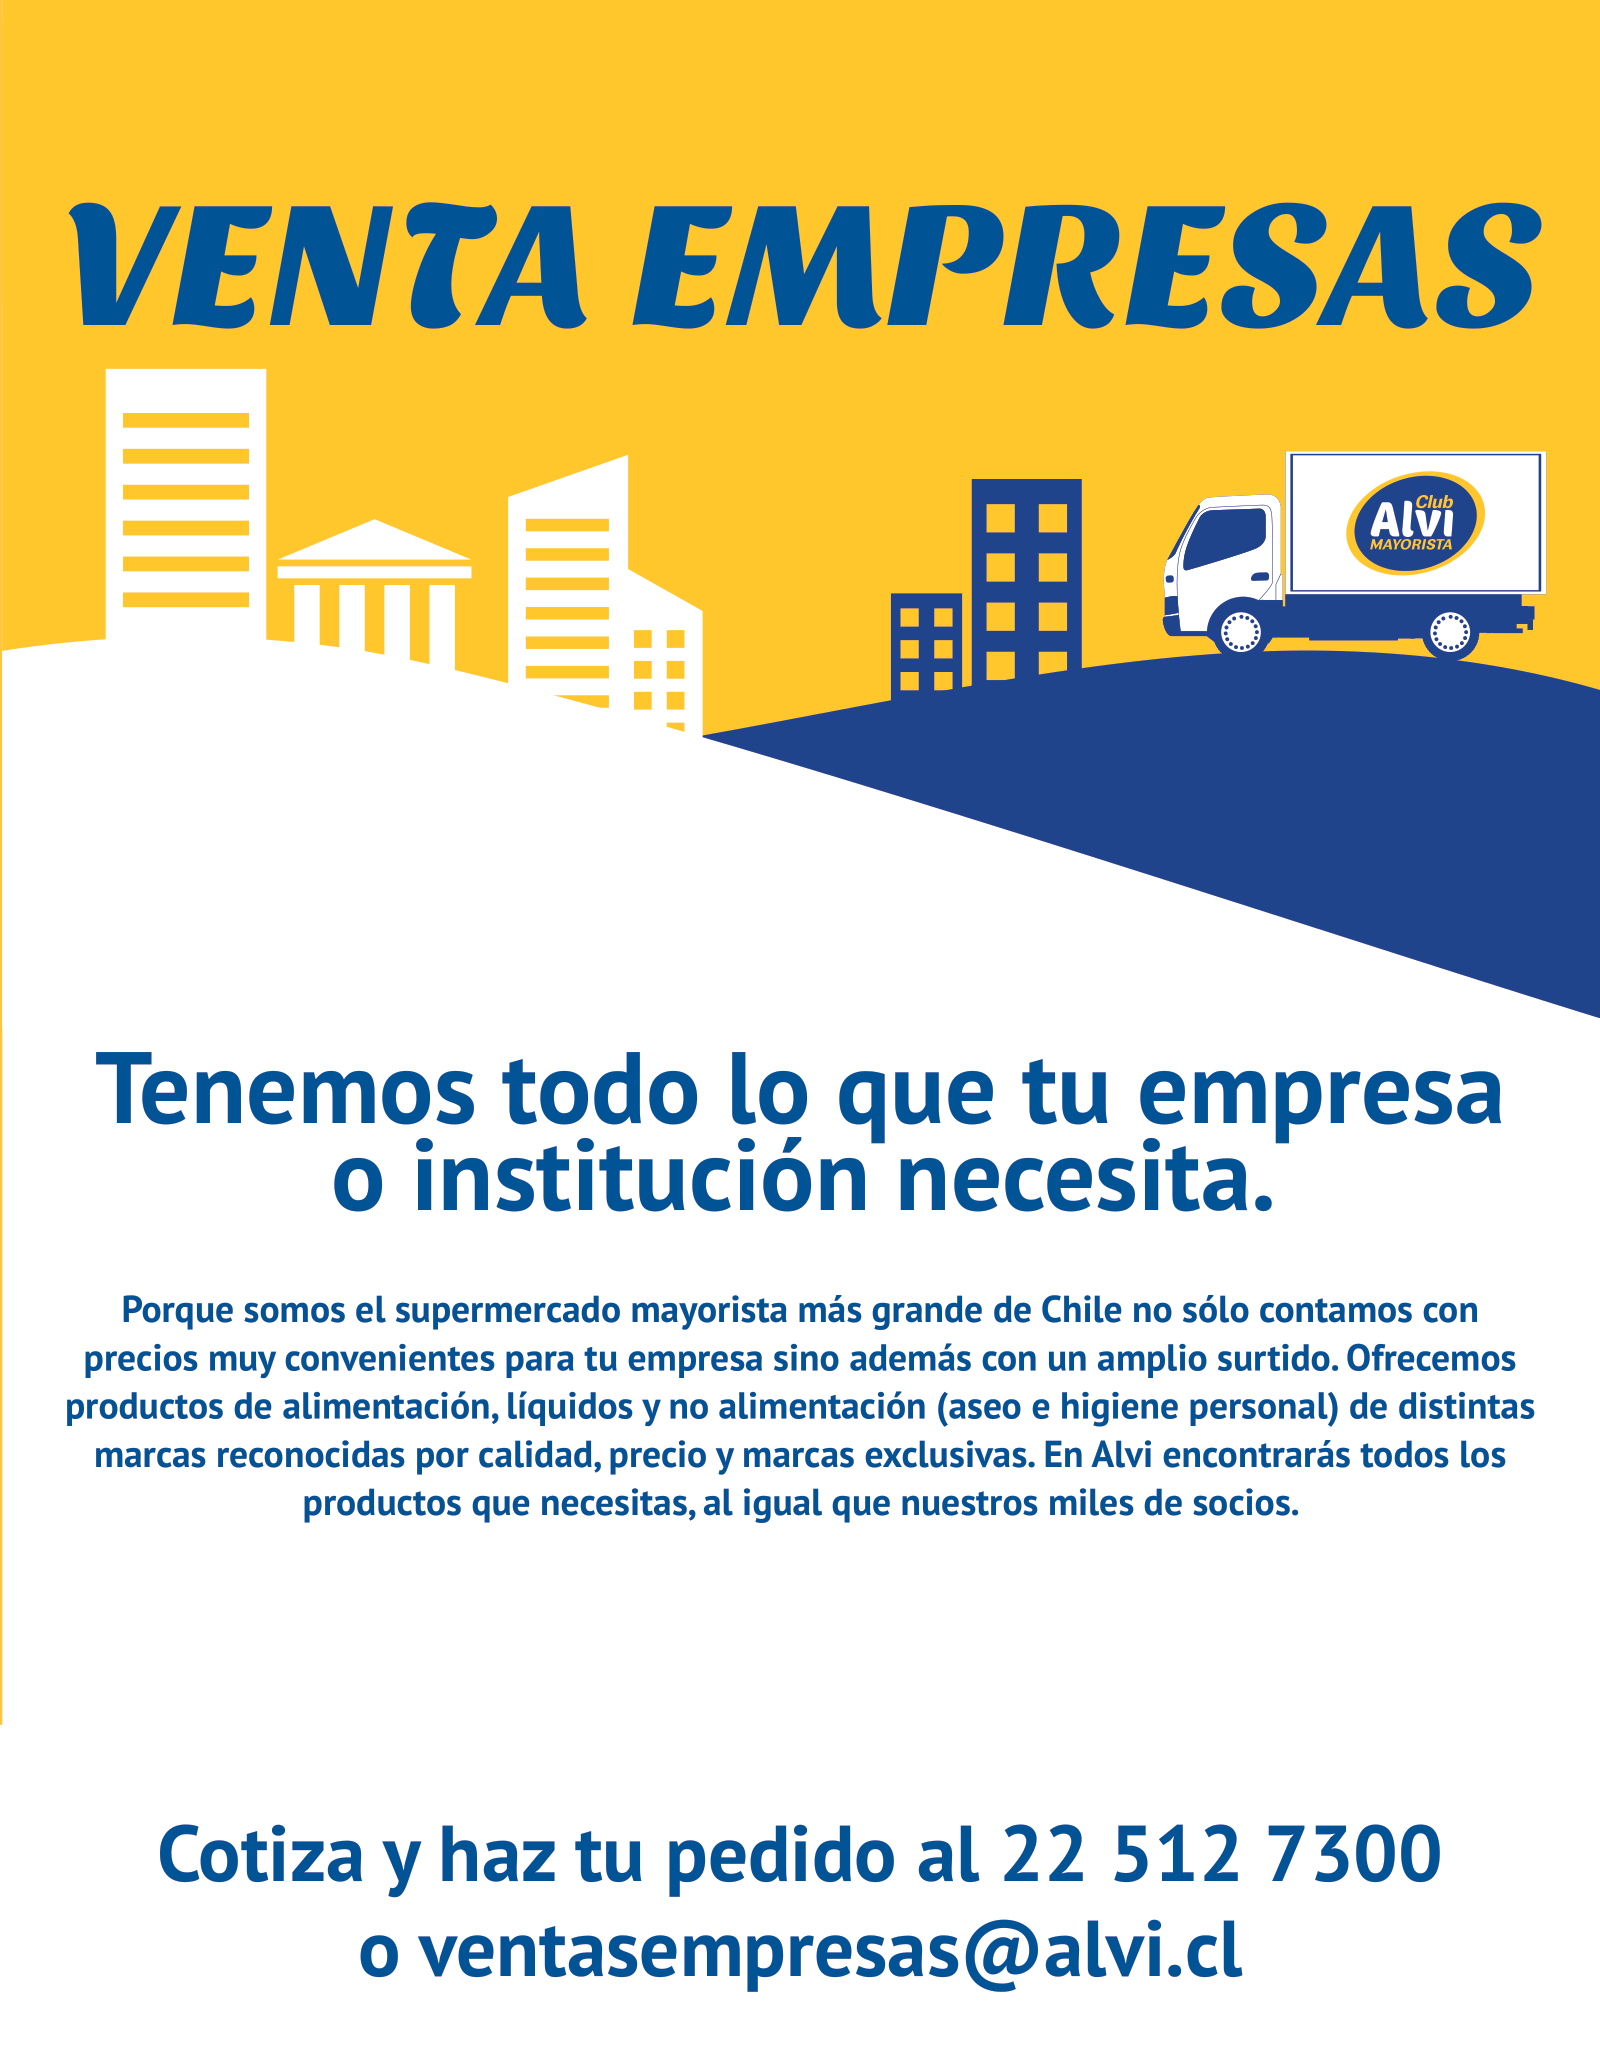 VENTA EMPRESAS
Club
Alvi
MAYORISTA
Tenemos todo lo que tu empresa
o institución necesita.
Porque somos el supermercado mayorista más grande de Chile no sólo contamos con
precios muy convenientes para tu empresa sino además con un amplio surtido. Ofrecemos
productos de alimentación, líquidos y no alimentación (aseo e higiene personal) de distintas
marcas reconocidas por calidad, precio y marcas exclusivas. En Alvi encontrarás todos los
productos que necesitas, al igual que nuestros miles de socios.
Cotiza y haz tu pedido al 22 512 7300
o ventasempresas@alvi.cl